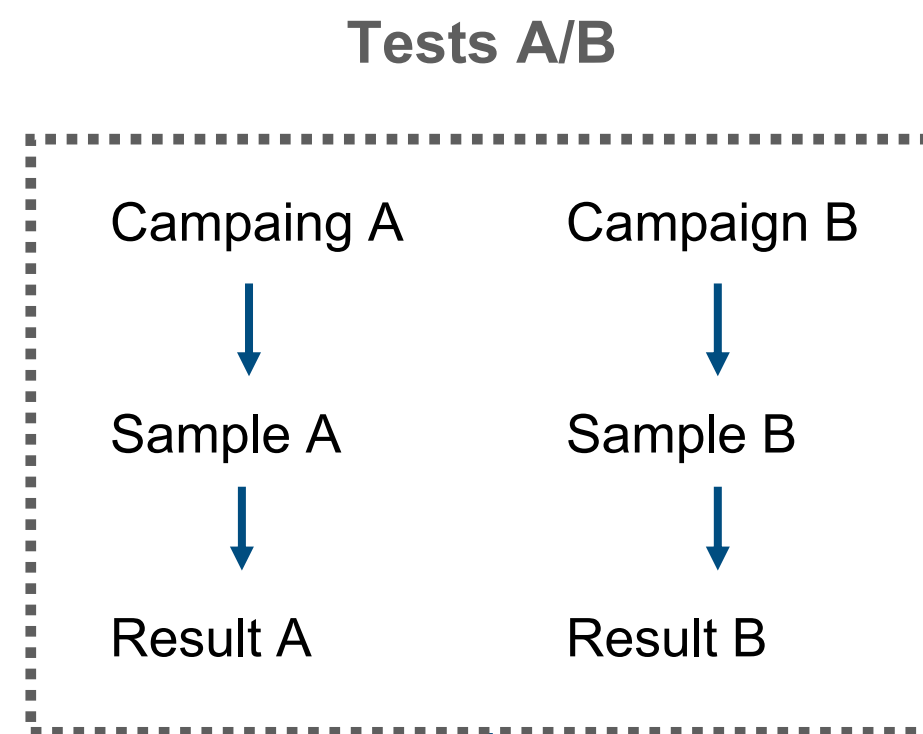 Tests A/B
Campaing A
Campaign B
Sample A
Sample B
Result A
Result B